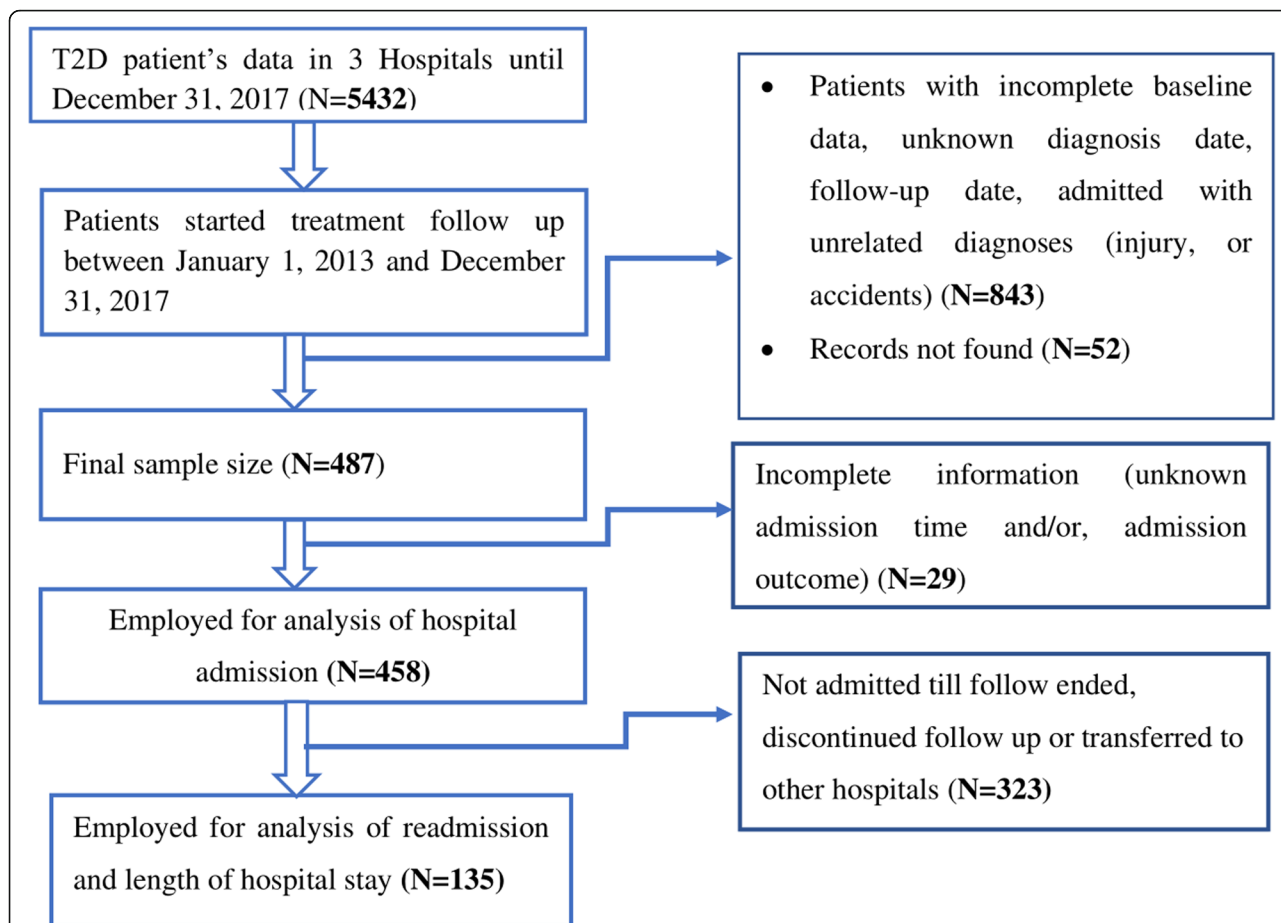 T2D patient's data in 3 Hospitals until
December 31, 2017 (N=5432)
Patients started treatment follow up
between January 1, 2013 and December
31, 2017
Final sample size (N=487)
Employed for analysis of hospital
admission (N=458)
Employed for analysis of readmission
and length of hospital stay (N=135)
• Patients with incomplete baseline
data, unknown diagnosis date,
follow-up date, admitted with
unrelated diagnoses (injury, or
accidents) (N=843)
• Records not found (N=52)
Incomplete information (unknown
admission time and/or, admission
outcome) (N=29)
Not admitted till follow ended,
discontinued follow up or transferred to
other hospitals (N=323)